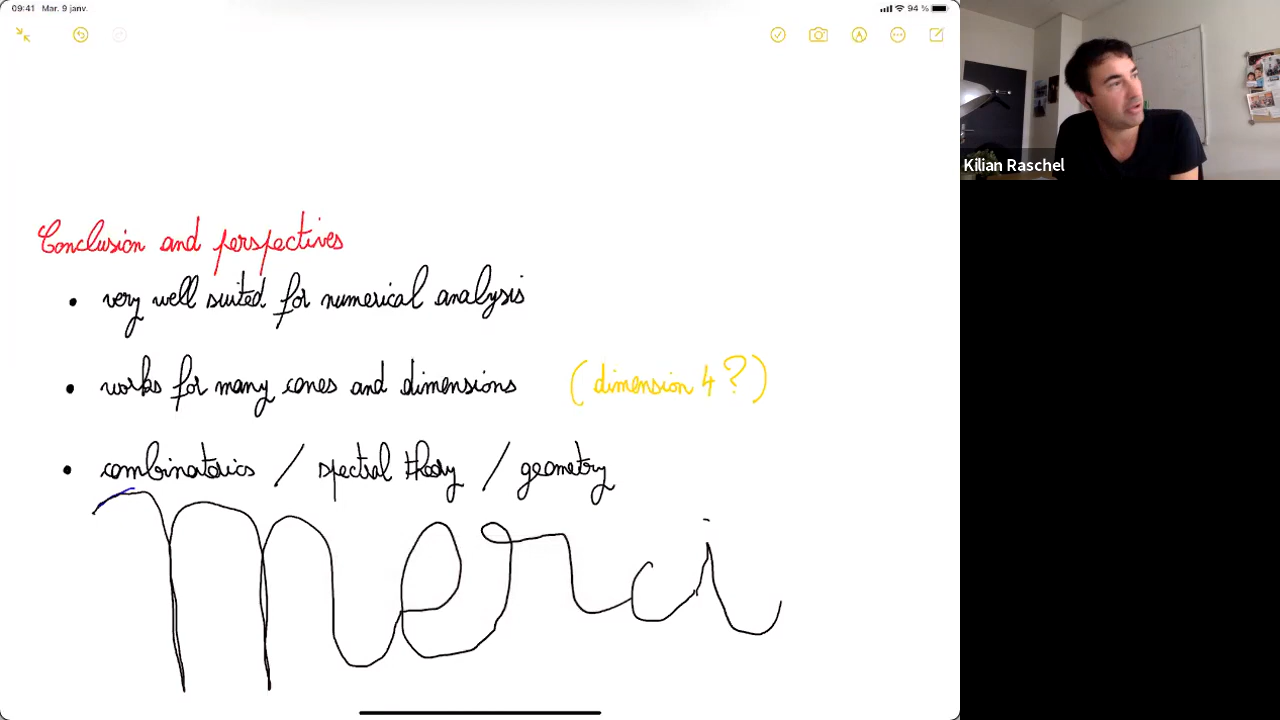 09:41 Mar. 9 janv.
94 %
Kilian Raschel
Conclusion and perspectives
• very well suited for numerical analysis
• works for many cones and dimensions (dimension 4 ?)
• combinatorics / spectral theory / geometry
merci